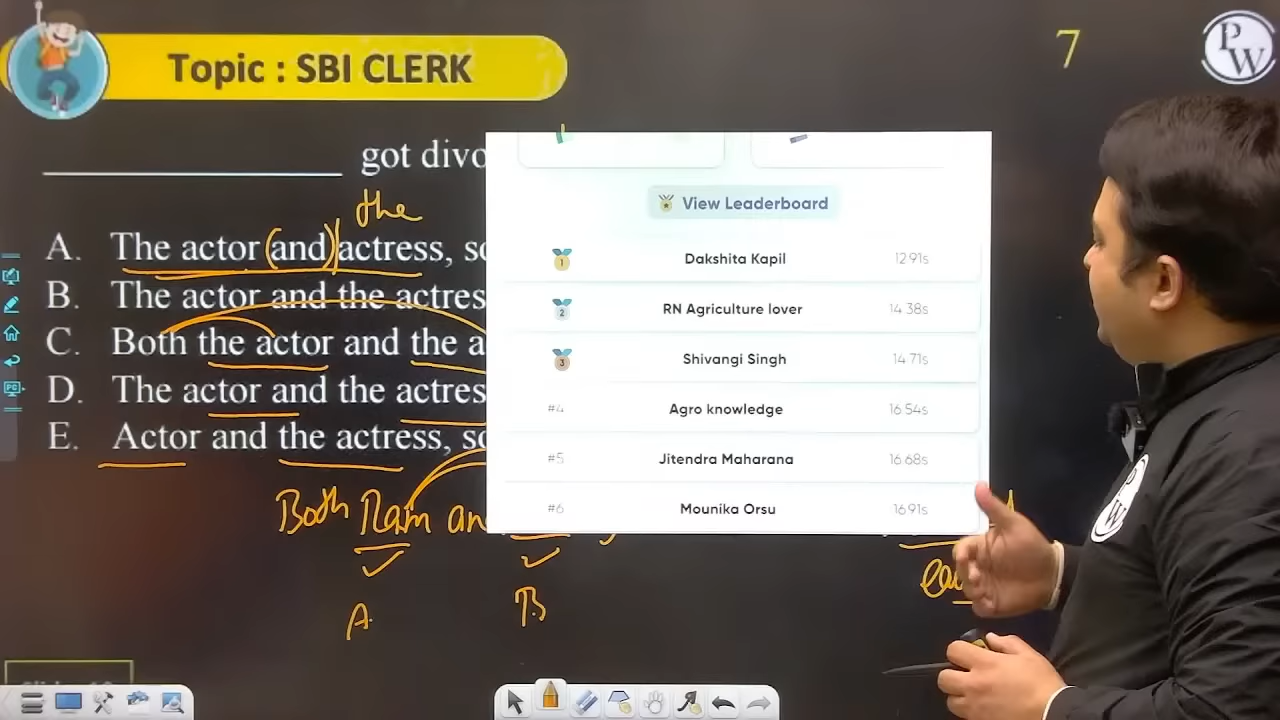 Topic : SBI CLERK
7
PW
got divo
the
A. The actor (and) actress, so
B. The actor and the actres
C. Both the actor and the a
D. The actor and the actres
E. Actor and the actress, so
Both Ram an
A
B
View Leaderboard
1 Dakshita Kapil 12 91s
2 RN Agriculture lover 14 38s
3 Shivangi Singh 14 71s
#4 Agro knowledge 16 54s
#5 Jitendra Maharana 16 68s
#6 Mounika Orsu 16 91s